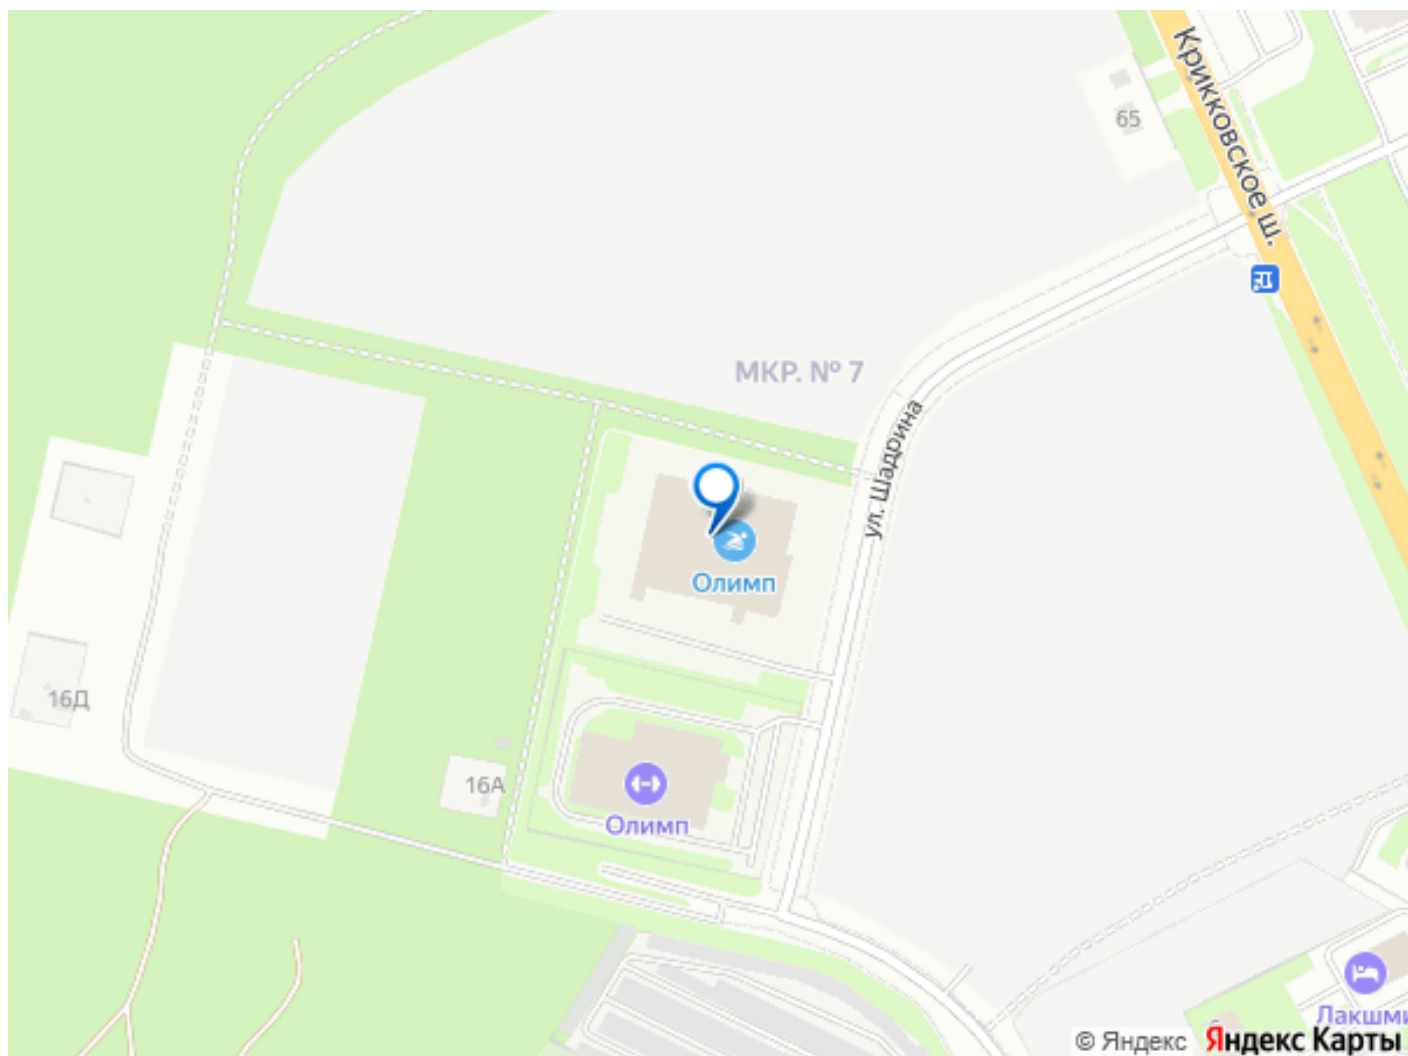 Крикковское ш.
65
МКР. № 7
ул. Шадрина
Олимп
16Д
16А
Олимп
Лакшми
© Яндекс Яндекс Карты